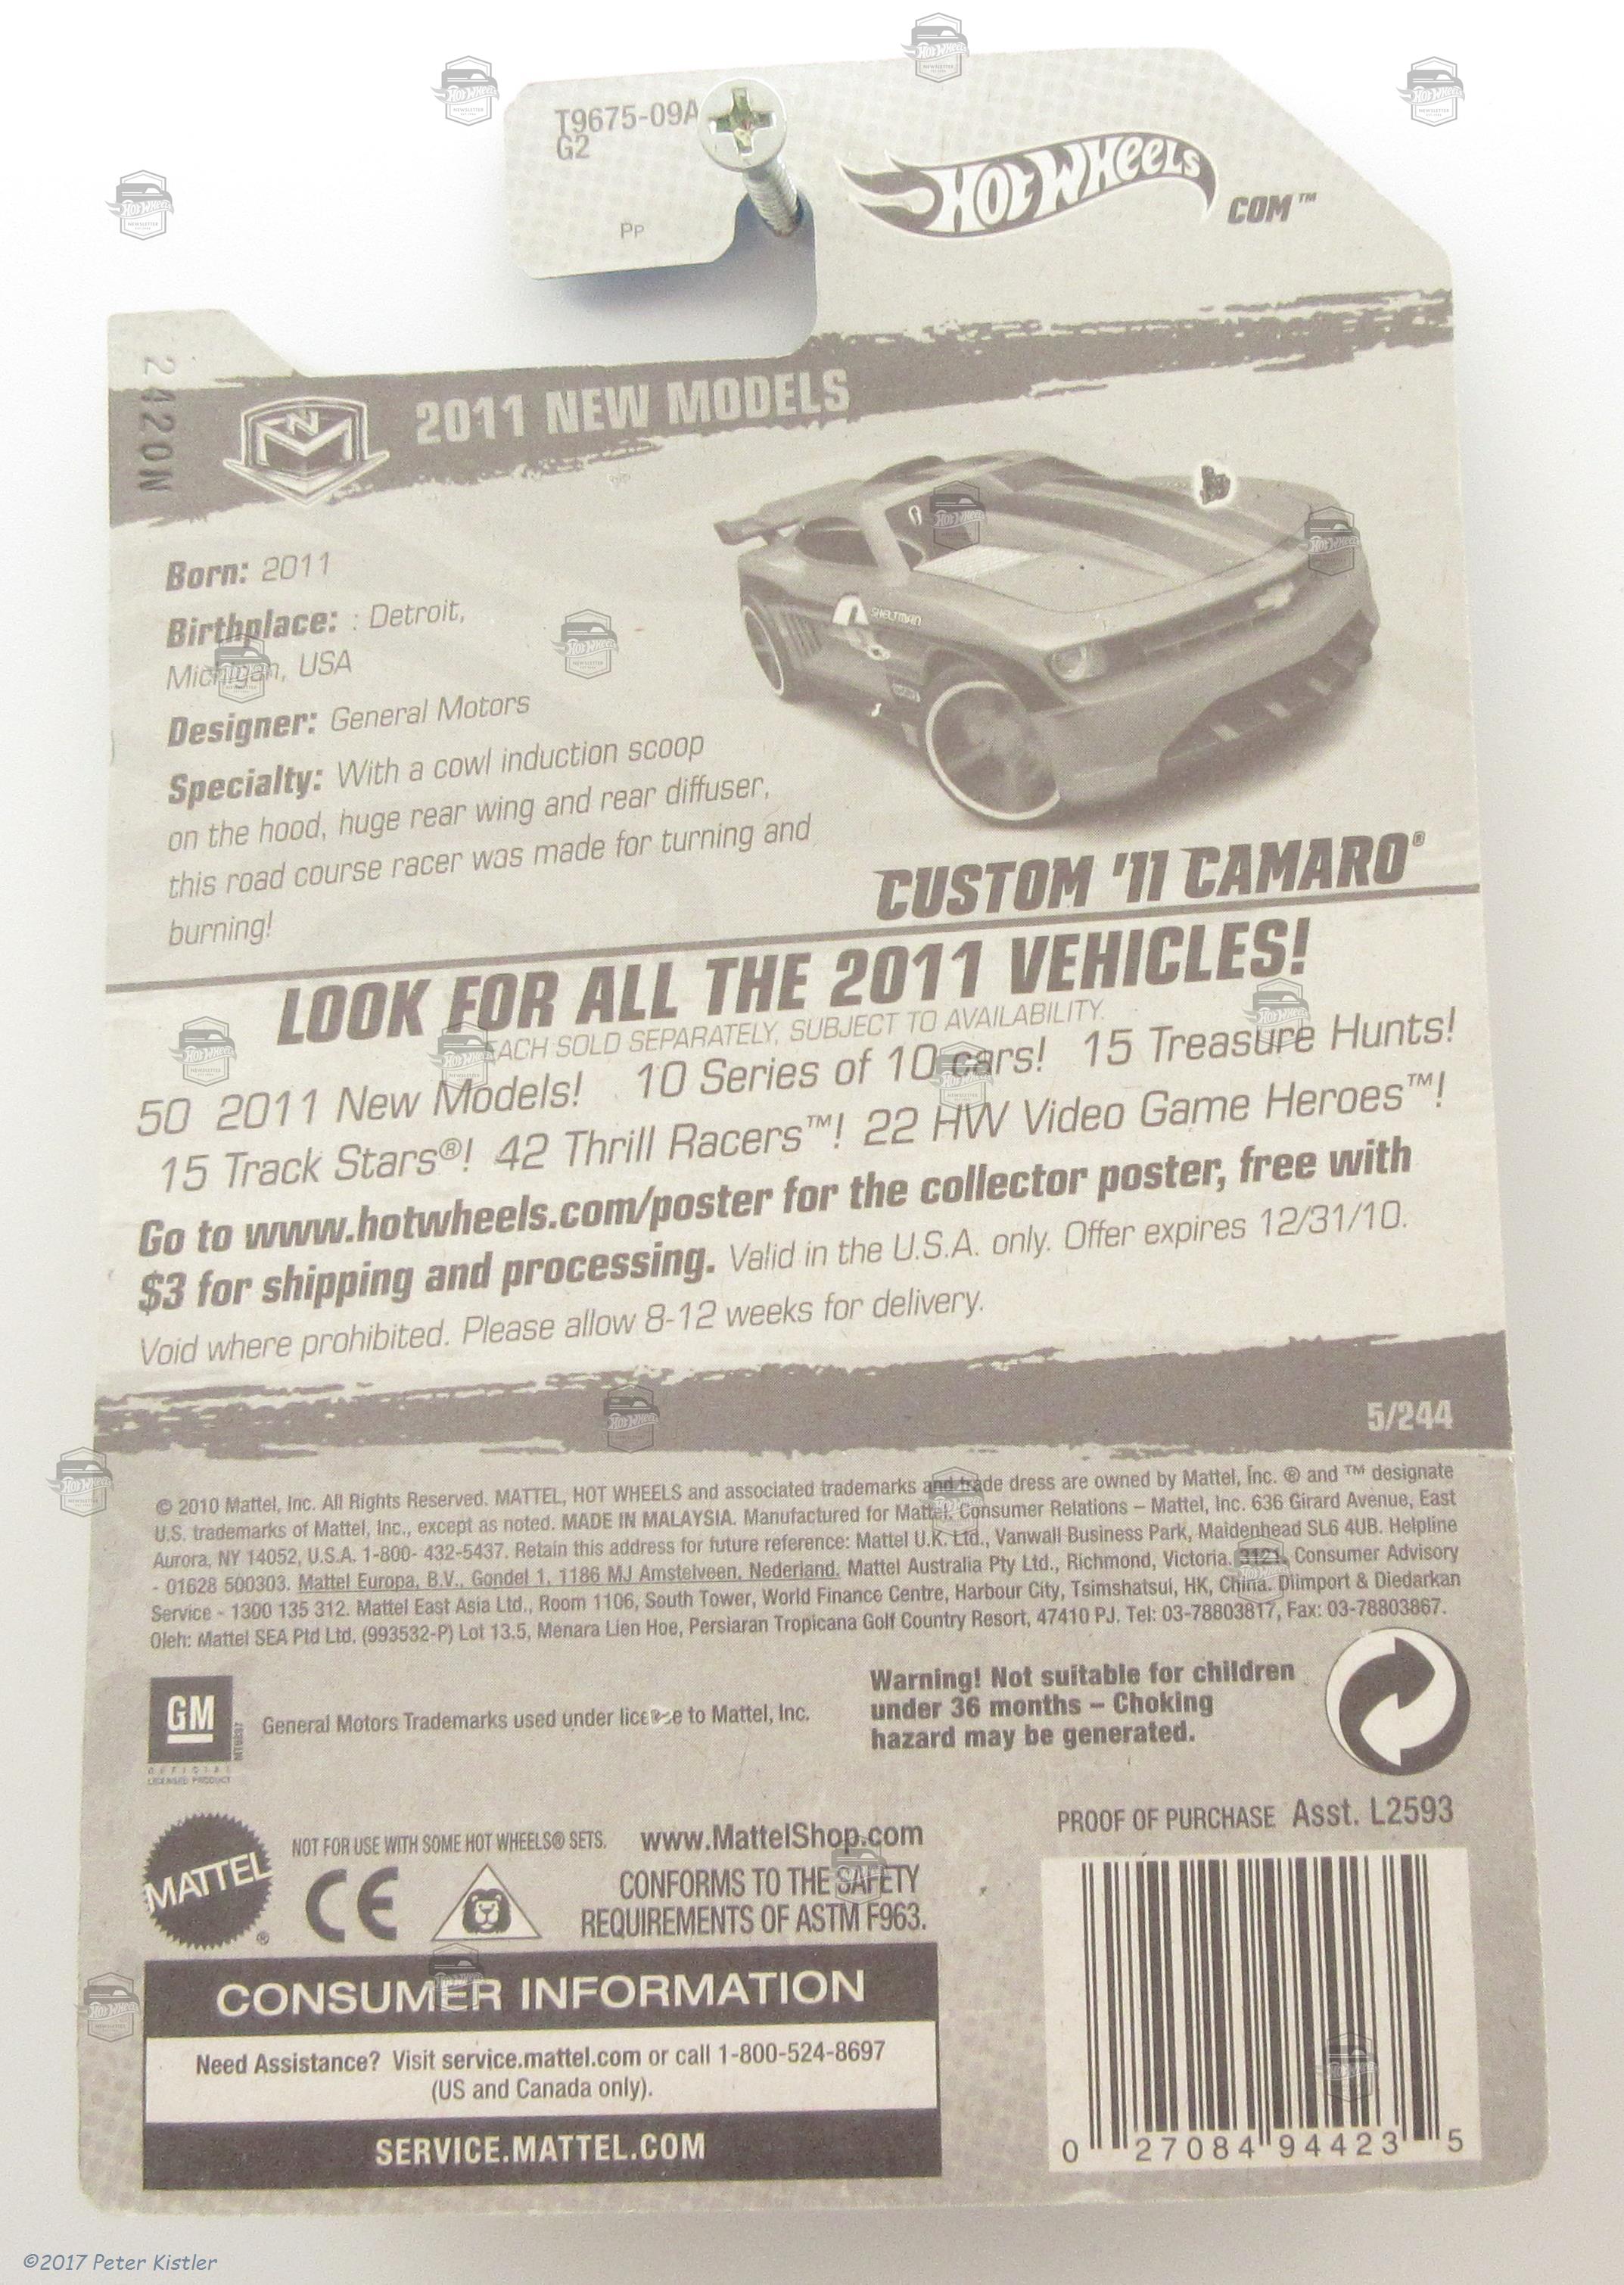 T9675-09A
G2
Pp
HOT WHEELS
COM™
2420N
NM
2011 NEW MODELS
Born: 2011
Birthplace: : Detroit,
Michigan, USA
Designer: General Motors
Specialty: With a cowl induction scoop
on the hood, huge rear wing and rear diffuser,
this road course racer was made for turning and
burning!
SHELTMAN
CUSTOM '11 CAMARO®
LOOK FOR ALL THE 2011 VEHICLES!
EACH SOLD SEPARATELY, SUBJECT TO AVAILABILITY.
50 2011 New Models! 10 Series of 10 cars! 15 Treasure Hunts!
15 Track Stars®! 42 Thrill Racers™! 22 HW Video Game Heroes™!
Go to www.hotwheels.com/poster for the collector poster, free with
$3 for shipping and processing. Valid in the U.S.A. only. Offer expires 12/31/10.
Void where prohibited. Please allow 8-12 weeks for delivery.
5/244
© 2010 Mattel, Inc. All Rights Reserved. MATTEL, HOT WHEELS and associated trademarks and trade dress are owned by Mattel, Inc. ® and ™ designate
U.S. trademarks of Mattel, Inc., except as noted. MADE IN MALAYSIA. Manufactured for Mattel. Consumer Relations – Mattel, Inc. 636 Girard Avenue, East
Aurora, NY 14052, U.S.A. 1-800- 432-5437. Retain this address for future reference: Mattel U.K. Ltd., Vanwall Business Park, Maidenhead SL6 4UB. Helpline
- 01628 500303. Mattel Europa, B.V., Gondel 1, 1186 MJ Amstelveen, Nederland. Mattel Australia Pty Ltd., Richmond, Victoria. 3121. Consumer Advisory
Service - 1300 135 312. Mattel East Asia Ltd., Room 1106, South Tower, World Finance Centre, Harbour City, Tsimshatsui, HK, China. Diimport & Diedarkan
Oleh: Mattel SEA Ptd Ltd. (993532-P) Lot 13.5, Menara Lien Hoe, Persiaran Tropicana Golf Country Resort, 47410 PJ. Tel: 03-78803817, Fax: 03-78803867.
GM
OFFICIAL
LICENSED PRODUCT
General Motors Trademarks used under license to Mattel, Inc.
Warning! Not suitable for children
under 36 months – Choking
hazard may be generated.
PROOF OF PURCHASE Asst. L2593
MATTEL®
NOT FOR USE WITH SOME HOT WHEELS® SETS.
www.MattelShop.com
CE
CONFORMS TO THE SAFETY
REQUIREMENTS OF ASTM F963.
CONSUMER INFORMATION
Need Assistance? Visit service.mattel.com or call 1-800-524-8697
(US and Canada only).
SERVICE.MATTEL.COM
0 27084 94423 5
©2017 Peter Kistler